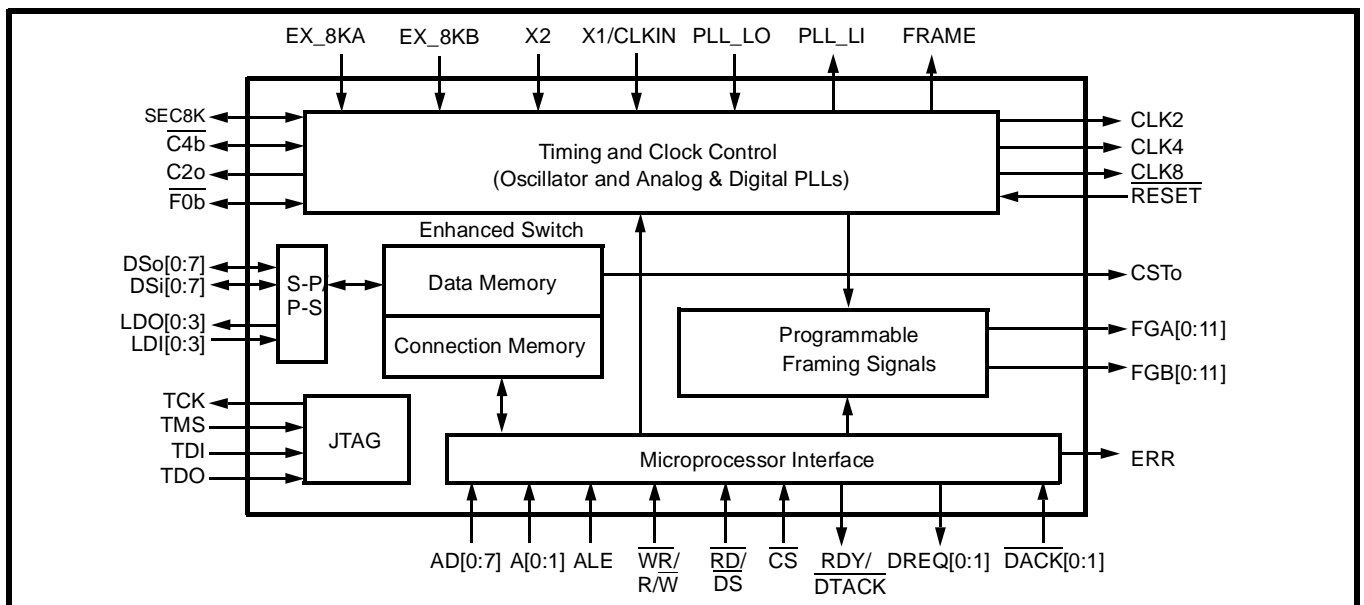 EX_8KA EX_8KB X2 X1/CLKIN PLL_LO PLL_LI FRAME
SEC8K
C4b
C2o
F0b
Timing and Clock Control
(Oscillator and Analog & Digital PLLs)
CLK2
CLK4
CLK8
RESET
Enhanced Switch
DSo[0:7]
DSi[0:7]
LDO[0:3]
LDI[0:3]
S-P/
P-S
Data Memory
Connection Memory
CSTo
Programmable
Framing Signals
FGA[0:11]
FGB[0:11]
TCK
TMS
TDI
TDO
JTAG
Microprocessor Interface
ERR
AD[0:7] A[0:1] ALE WR/ RD/ CS RDY/ DREQ[0:1] DACK[0:1]
R/W DS DTACK